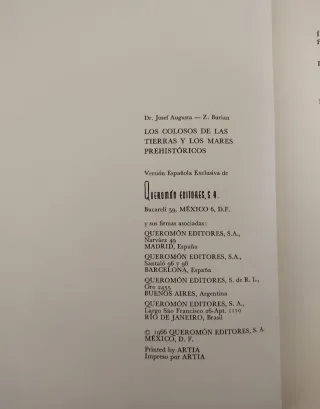 Dr. Josef Augusta — Z. Burian
LOS COLOSOS DE LAS
TIERRAS Y LOS MARES
PREHISTÓRICOS
Versión Española Exclusiva de
QUEROMÓN EDITORES, S.A.
Bucareli 59, MÉXICO 6, D.F.
y sus firmas asociadas:
QUEROMÓN EDITORES, S.A.,
Narváez 49
MADRID, España
QUEROMÓN EDITORES, S.A.,
Santaló 56 y 98
BARCELONA, España
QUEROMÓN EDITORES, S. de R. L.,
Oro 2455
BUENOS AIRES, Argentina
QUEROMÓN EDITORES, S. A.,
Largo São Francisco 26-Apt. 1110
RÍO DE JANEIRO, Brasil
© 1966 QUEROMÓN EDITORES, S. A.
MÉXICO, D. F.
Printed by ARTIA
Impreso por ARTIA